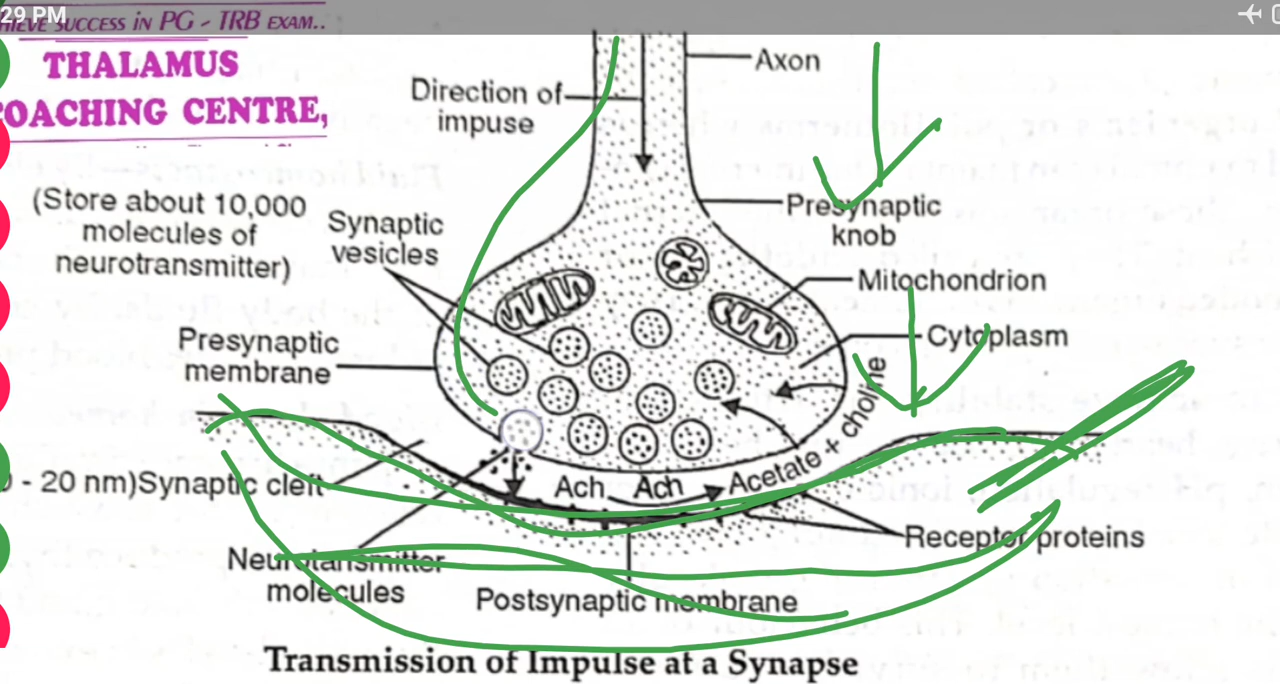 29 PM
HIEVE SUCCESS in PG - TRB EXAM..
THALAMUS
OACHING CENTRE,
Axon
Direction of
impuse
(Store about 10,000
molecules of
neurotransmitter)
Synaptic
vesicles
Presynaptic
knob
Mitochondrion
Presynaptic
membrane
Cytoplasm
Acetate + choline
- 20 nm)Synaptic cleft
Ach Ach
Receptor proteins
Neurotansmitter
molecules
Postsynaptic membrane
Transmission of Impulse at a Synapse